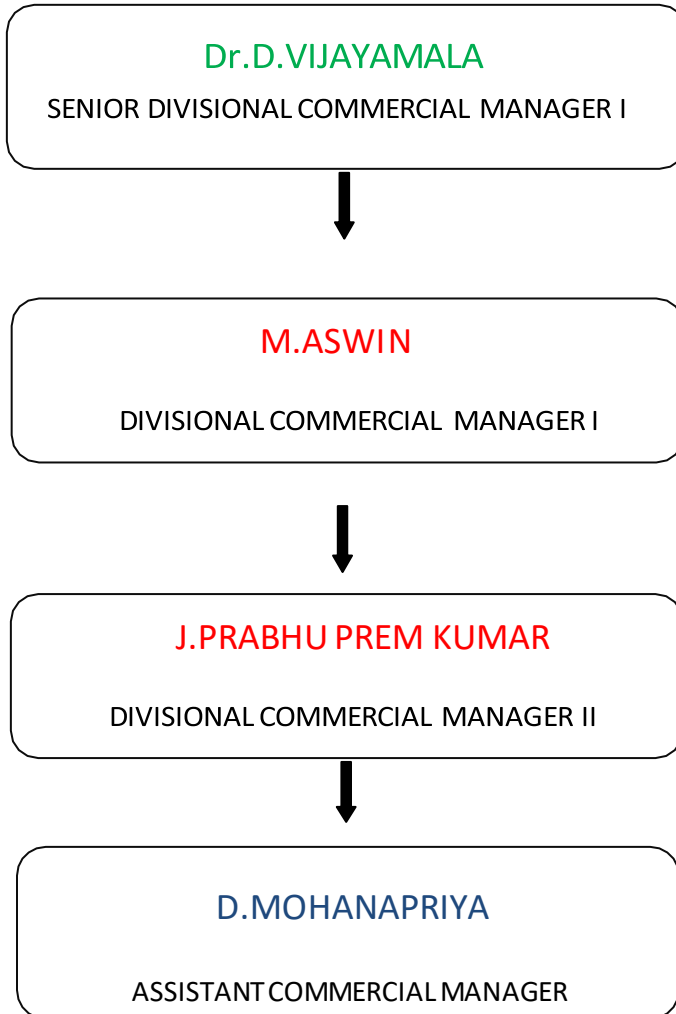 Dr.D.VIJAYAMALA
SENIOR DIVISIONAL COMMERCIAL MANAGER I
M.ASWIN
DIVISIONAL COMMERCIAL MANAGER I
J.PRABHU PREM KUMAR
DIVISIONAL COMMERCIAL MANAGER II
D.MOHANAPRIYA
ASSISTANT COMMERCIAL MANAGER